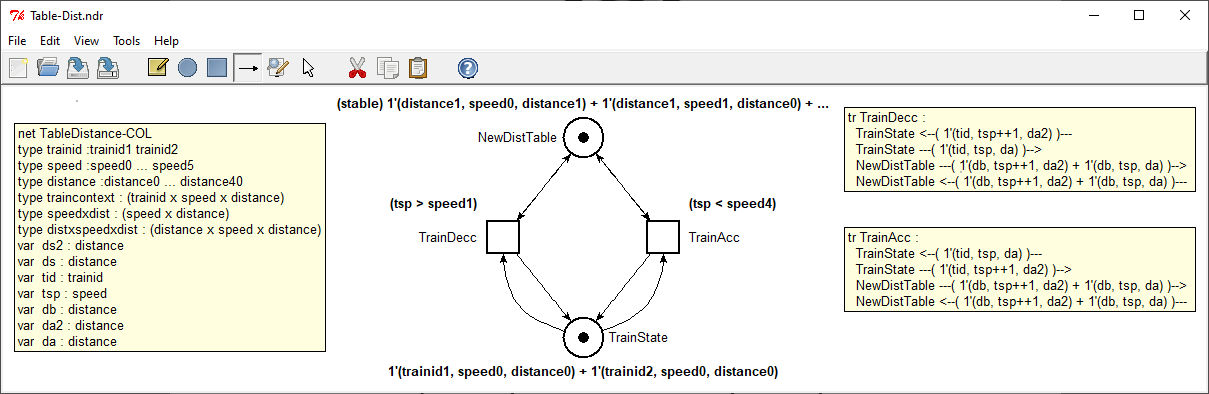 Table-Dist.ndr
File Edit View Tools Help
(stable) 1'(distance1, speed0, distance1) + 1'(distance1, speed1, distance0) + ...
net TableDistance-COL
type trainid :trainid1 trainid2
type speed :speed0 ... speed5
type distance :distance0 ... distance40
type traincontext : (trainid x speed x distance)
type speedxdist : (speed x distance)
type distxspeedxdist : (distance x speed x distance)
var ds2 : distance
var ds : distance
var tid : trainid
var tsp : speed
var db : distance
var da2 : distance
var da : distance
NewDistTable
(tsp > speed1)
(tsp < speed4)
TrainDecc
TrainAcc
TrainState
1'(trainid1, speed0, distance0) + 1'(trainid2, speed0, distance0)
tr TrainDecc :
TrainState <--( 1'(tid, tsp++1, da2) )---
TrainState ---( 1'(tid, tsp, da) )-->
NewDistTable ---( 1'(db, tsp++1, da2) + 1'(db, tsp, da) )-->
NewDistTable <--( 1'(db, tsp++1, da2) + 1'(db, tsp, da) )---
tr TrainAcc :
TrainState <--( 1'(tid, tsp, da) )---
TrainState ---( 1'(tid, tsp++1, da2) )-->
NewDistTable ---( 1'(db, tsp++1, da2) + 1'(db, tsp, da) )-->
NewDistTable <--( 1'(db, tsp++1, da2) + 1'(db, tsp, da) )---